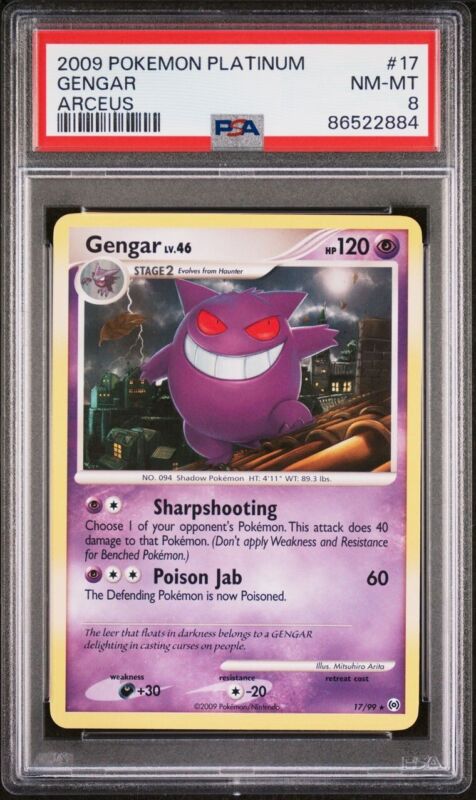 2009 POKEMON PLATINUM #17
GENGAR NM-MT
ARCEUS 8
PSA 86522884
Gengar LV.46 HP 120
STAGE 2 Evolves from Haunter
NO. 094 Shadow Pokémon HT: 4'11" WT: 89.3 lbs.
Sharpshooting
Choose 1 of your opponent's Pokémon. This attack does 40
damage to that Pokémon. (Don't apply Weakness and Resistance
for Benched Pokémon.)
Poison Jab 60
The Defending Pokémon is now Poisoned.
The leer that floats in darkness belongs to a GENGAR
delighting in casting curses on people.
Illus. Mitsuhiro Arita
weakness resistance retreat cost
+30 -20
©2009 Pokémon/Nintendo 17/99 ★